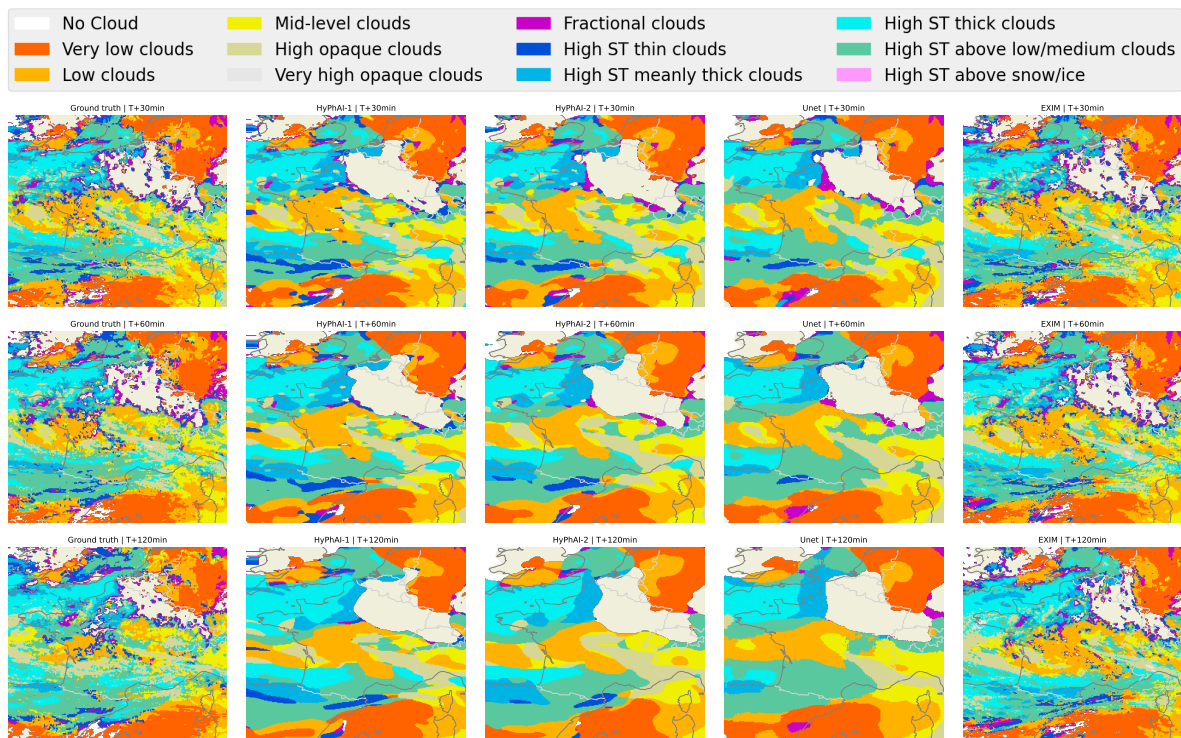 No Cloud Mid-level clouds Fractional clouds High ST thick clouds
Very low clouds High opaque clouds High ST thin clouds High ST above low/medium clouds
Low clouds Very high opaque clouds High ST meanly thick clouds High ST above snow/ice
Ground truth | T+30min HyPhAI-1 | T+30min HyPhAI-2 | T+30min Unet | T+30min EXIM | T+30min
Ground truth | T+60min HyPhAI-1 | T+60min HyPhAI-2 | T+60min Unet | T+60min EXIM | T+60min
Ground truth | T+120min HyPhAI-1 | T+120min HyPhAI-2 | T+120min Unet | T+120min EXIM | T+120min